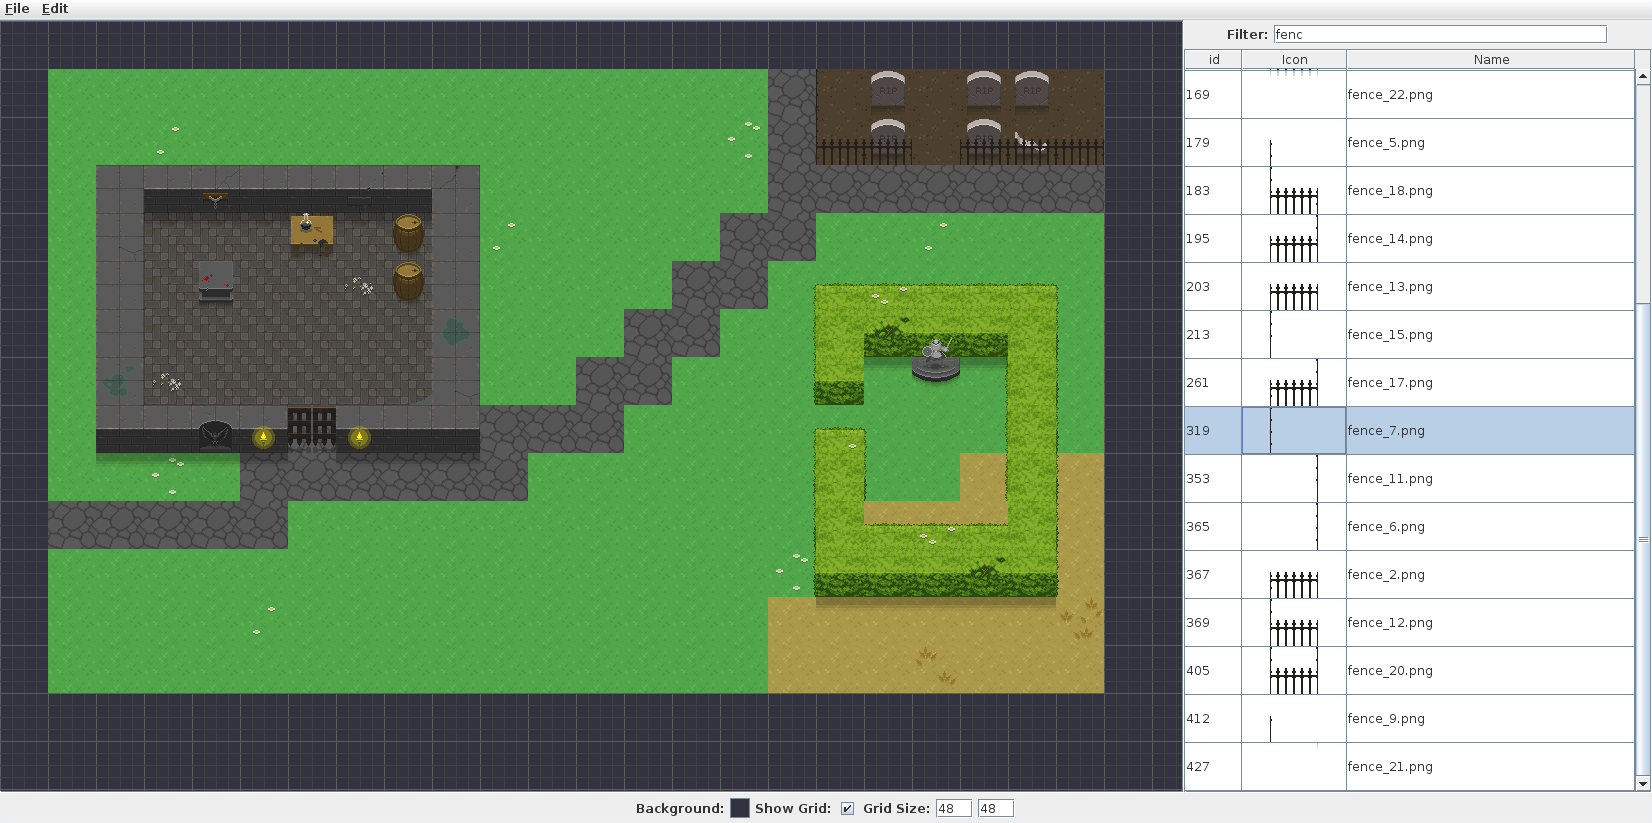 File Edit
Filter: fenc
id Icon Name
169 fence_22.png
179 fence_5.png
183 fence_18.png
195 fence_14.png
203 fence_13.png
213 fence_15.png
261 fence_17.png
319 fence_7.png
353 fence_11.png
365 fence_6.png
367 fence_2.png
369 fence_12.png
405 fence_20.png
412 fence_9.png
427 fence_21.png
RIP RIP RIP
RIP RIP
Background: Show Grid: Grid Size: 48 48